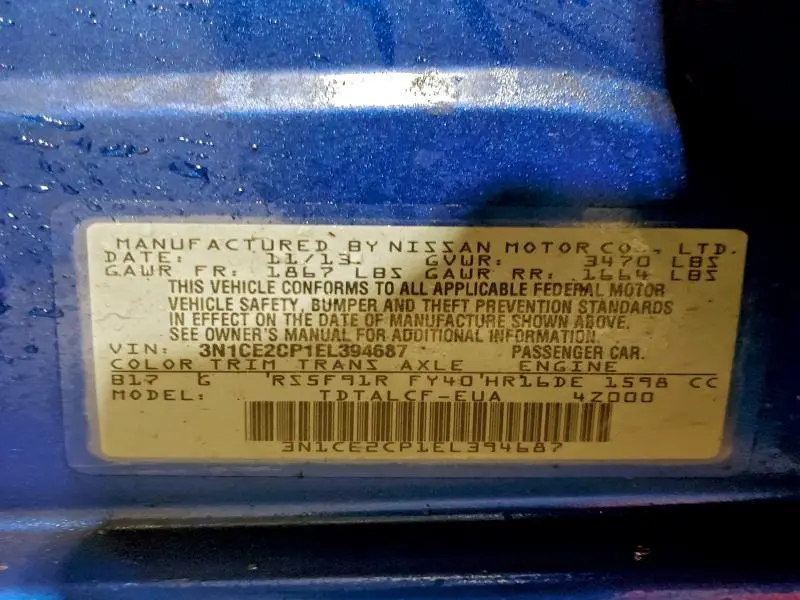 MANUFACTURED BY NISSAN MOTOR CO., LTD.
DATE: 11/13 GVWR: 3470 LBS
GAWR FR: 1867 LBS GAWR RR: 1664 LBS
THIS VEHICLE CONFORMS TO ALL APPLICABLE FEDERAL MOTOR
VEHICLE SAFETY, BUMPER AND THEFT PREVENTION STANDARDS
IN EFFECT ON THE DATE OF MANUFACTURE SHOWN ABOVE.
SEE OWNER'S MANUAL FOR ADDITIONAL INFORMATION.
VIN: 3N1CE2CP1EL394687 PASSENGER CAR.
COLOR TRIM TRANS AXLE ENGINE
B17 G RS5F91R FY40 HR16DE 1598 CC
MODEL: TDTALCF-EUA 4Z000
3N1CE2CP1EL394687